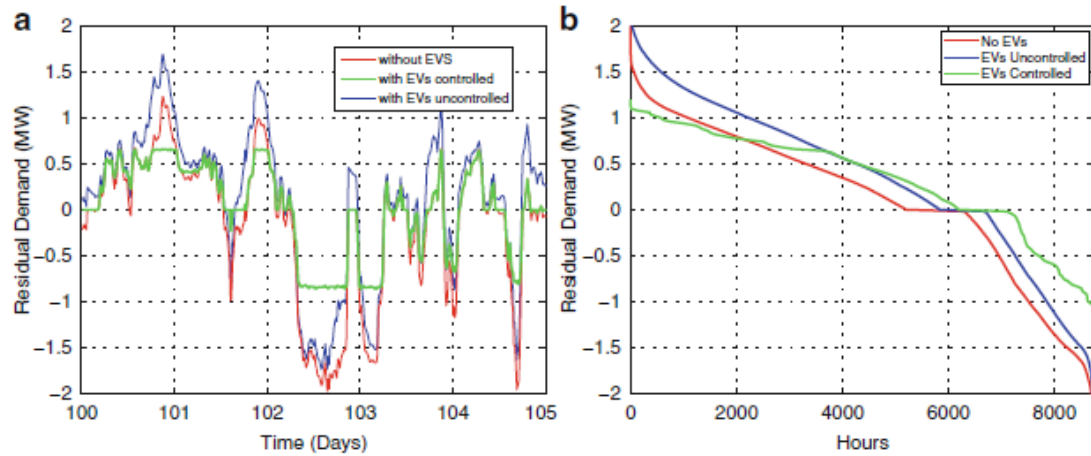 a
Residual Demand (MW)
2
1.5
1
0.5
0
−0.5
−1
−1.5
−2
without EVS
with EVs controlled
with EVs uncontrolled
100 101 102 103 104 105
Time (Days)
b
Residual Demand (MW)
2
1.5
1
0.5
0
−0.5
−1
−1.5
−2
No EVs
EVs Uncontrolled
EVs Controlled
0 2000 4000 6000 8000
Hours